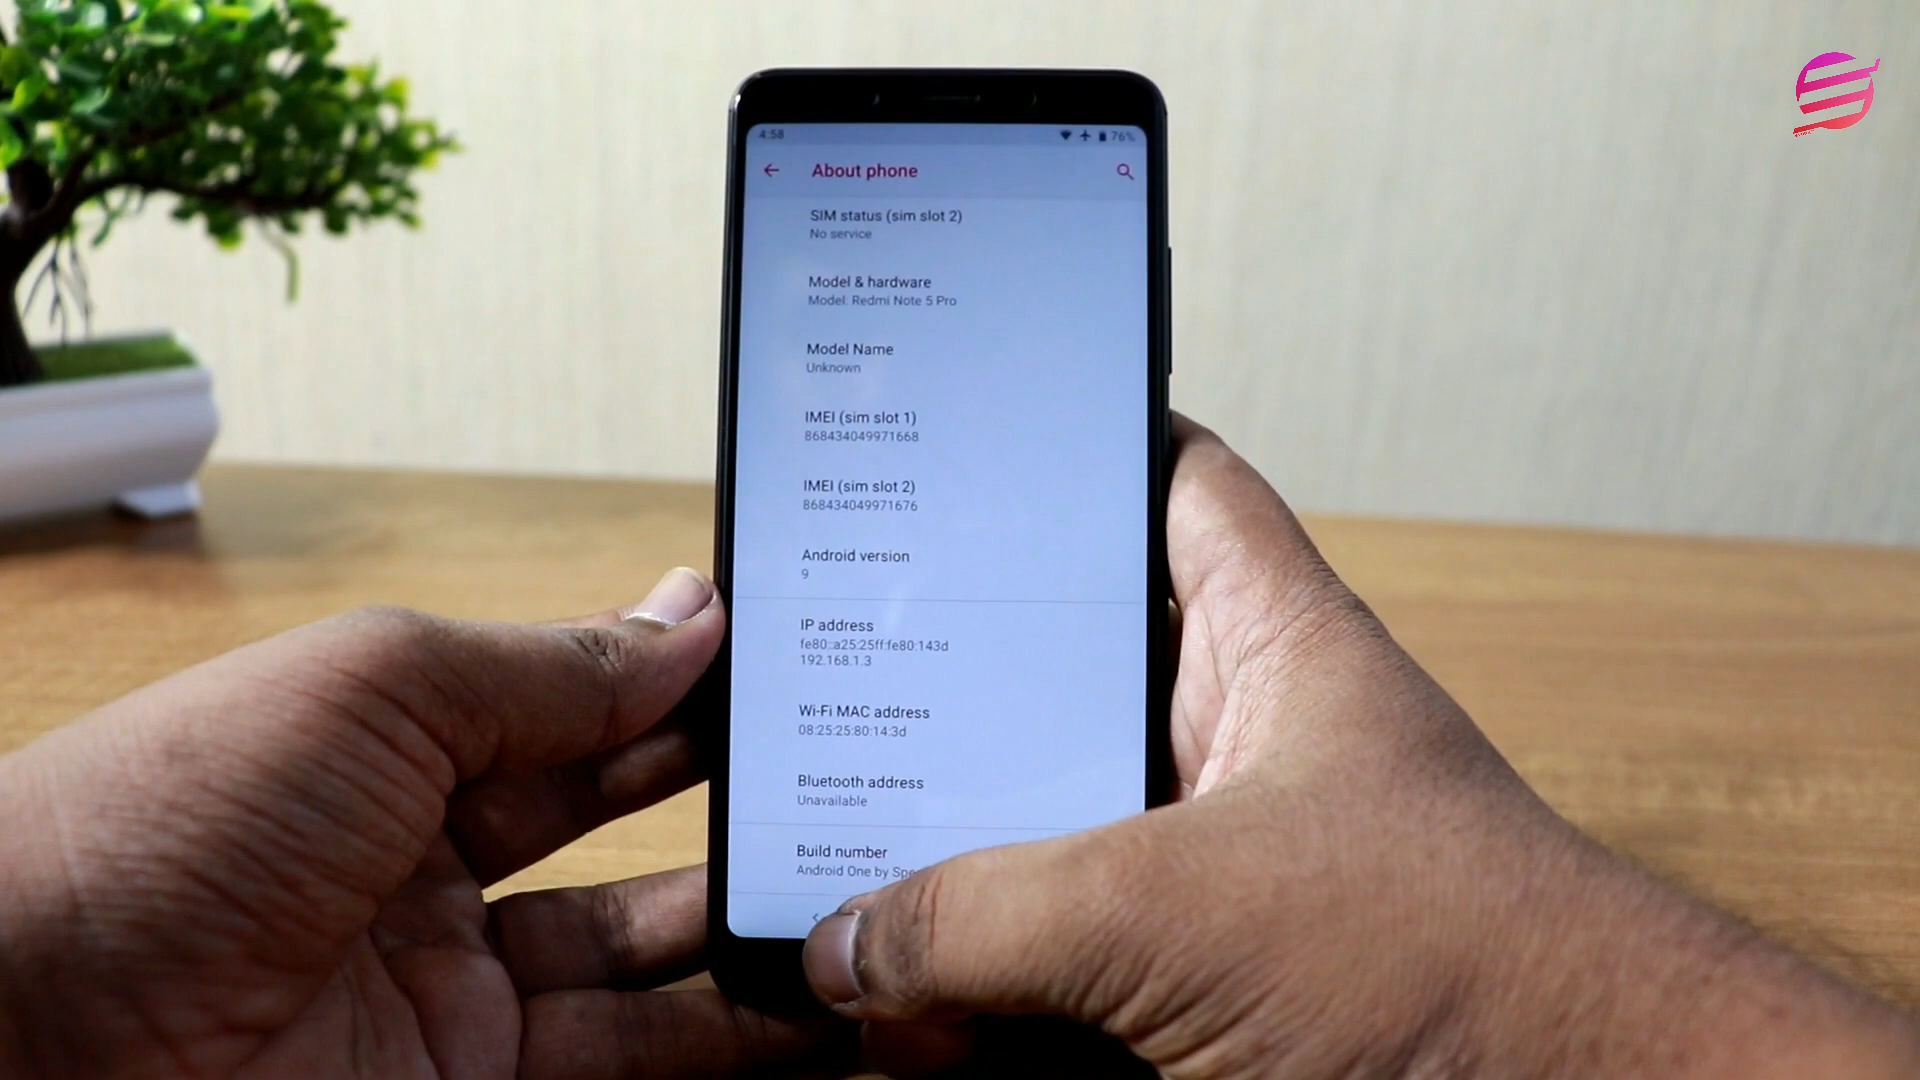 4:58
76%
About phone
SIM status (sim slot 2)
No service
Model & hardware
Model: Redmi Note 5 Pro
Model Name
Unknown
IMEI (sim slot 1)
868434049971668
IMEI (sim slot 2)
868434049971676
Android version
9
IP address
fe80::a25:25ff:fe80:143d
192.168.1.3
Wi-Fi MAC address
08:25:25:80:14:3d
Bluetooth address
Unavailable
Build number
Android One by